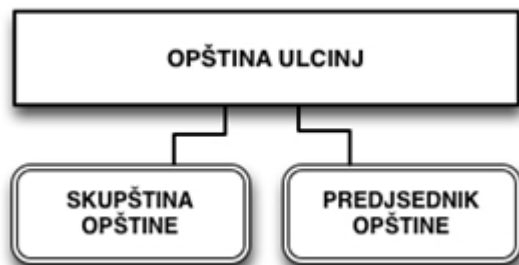 OPŠTINA ULCINJ
SKUPŠTINA
OPŠTINE
PREDJSEDNIK
OPŠTINE